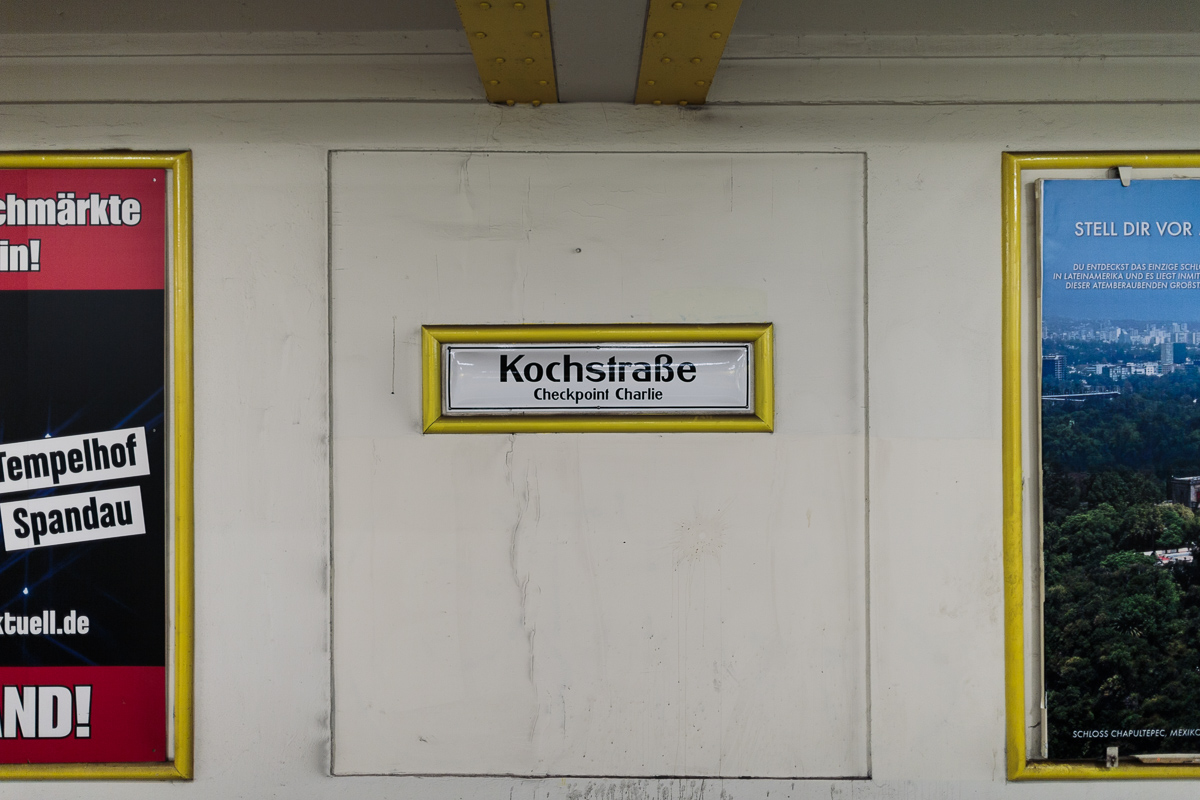 chmärkte
in!
Tempelhof
Spandau
ktuell.de
AND!
Kochstraße
Checkpoint Charlie
STELL DIR VOR
DU ENTDECKST DAS EINZIGE SCHL
IN LATEINAMERIKA UND ES LIEGT INMIT
DIESER ATEMBERAUBENDEN GROßST
SCHLOSS CHAPULTEPEC, MEXIKO